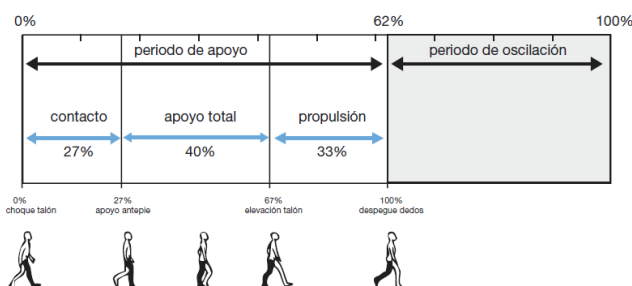 0% 62% 100%
periodo de apoyo periodo de oscilación
contacto apoyo total propulsión
27% 40% 33%
0% 27% 67% 100%
choque talón apoyo antepie elevación talón despegue dedos